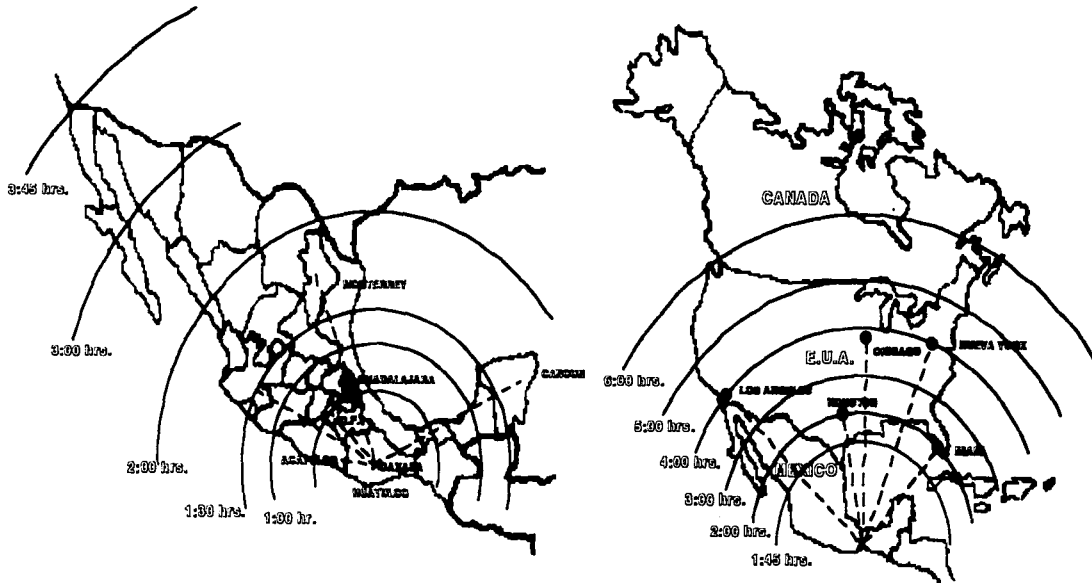 3:45 hrs.
3:00 hrs.
MONTERREY
GUADALAJARA
CANCUN
D.F.
2:00 hrs.
ACAPULCO
OAXACA
HUATULCO
1:30 hrs.
1:00 hr.
CANADA
E.U.A.
CHICAGO
NUEVA YORK
6:00 hrs.
LOS ANGELES
HOUSTON
5:00 hrs.
MIAMI
4:00 hrs.
MEXICO
3:00 hrs.
2:00 hrs.
1:45 hrs.